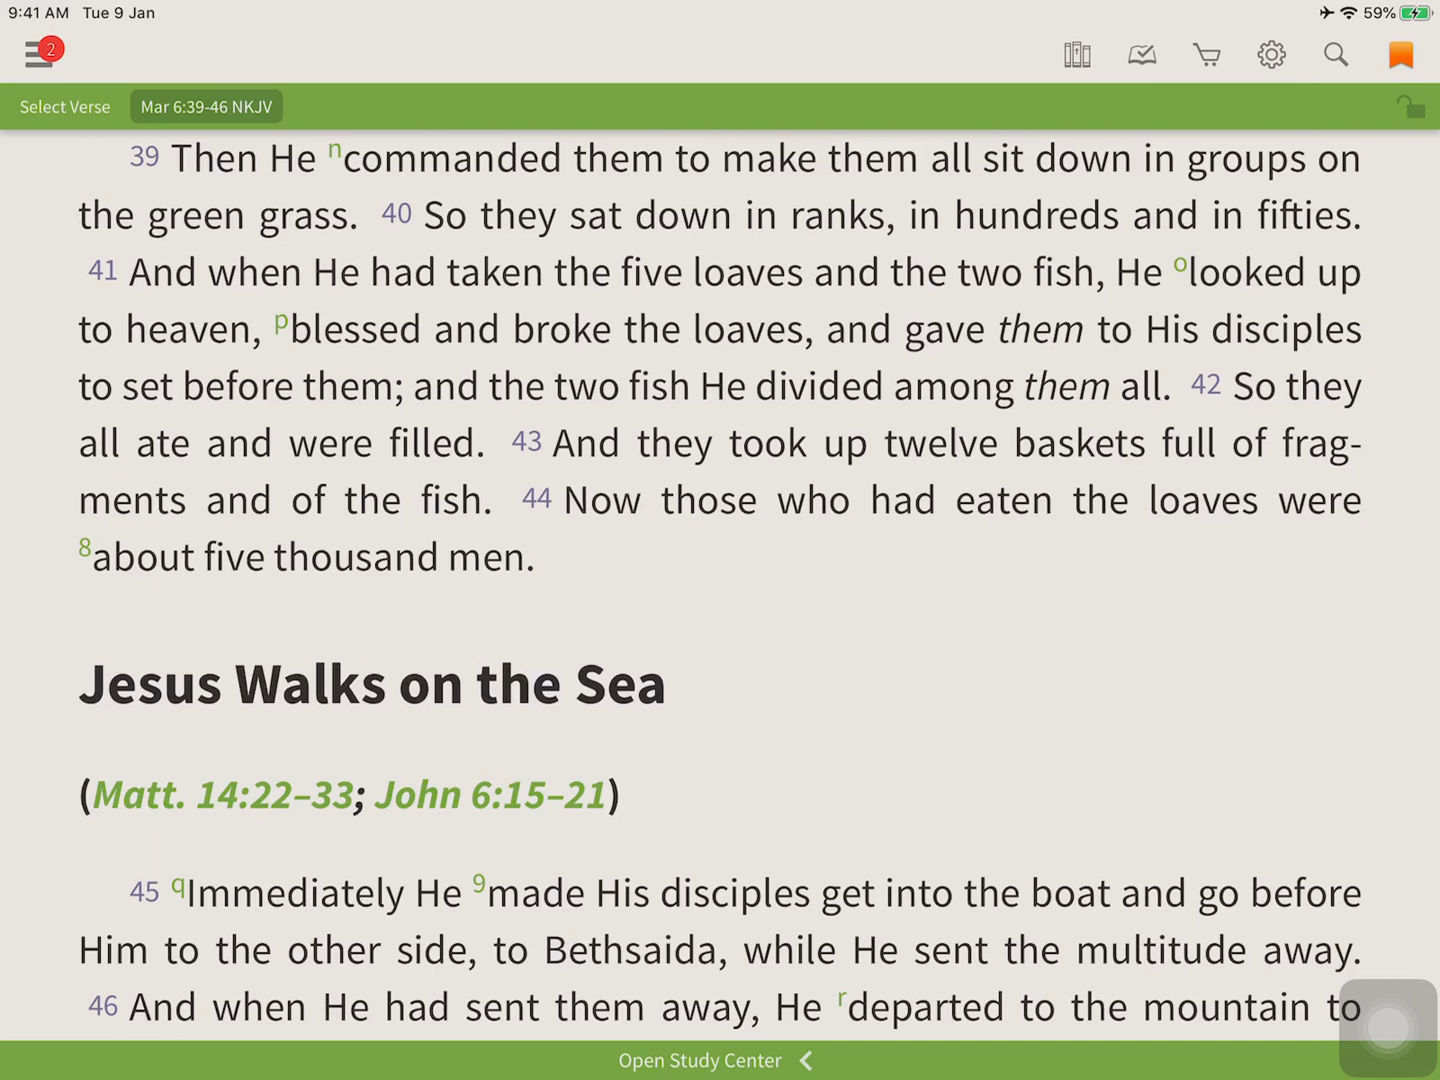 9:41 AM Tue 9 Jan 59%
2
Select Verse Mar 6:39-46 NKJV
39 Then He ncommanded them to make them all sit down in groups on
the green grass. 40 So they sat down in ranks, in hundreds and in fifties.
41 And when He had taken the five loaves and the two fish, He olooked up
to heaven, pblessed and broke the loaves, and gave them to His disciples
to set before them; and the two fish He divided among them all. 42 So they
all ate and were filled. 43 And they took up twelve baskets full of frag-
ments and of the fish. 44 Now those who had eaten the loaves were
8about five thousand men.
Jesus Walks on the Sea
(Matt. 14:22–33; John 6:15–21)
45 qImmediately He 9made His disciples get into the boat and go before
Him to the other side, to Bethsaida, while He sent the multitude away.
46 And when He had sent them away, He rdeparted to the mountain to
Open Study Center